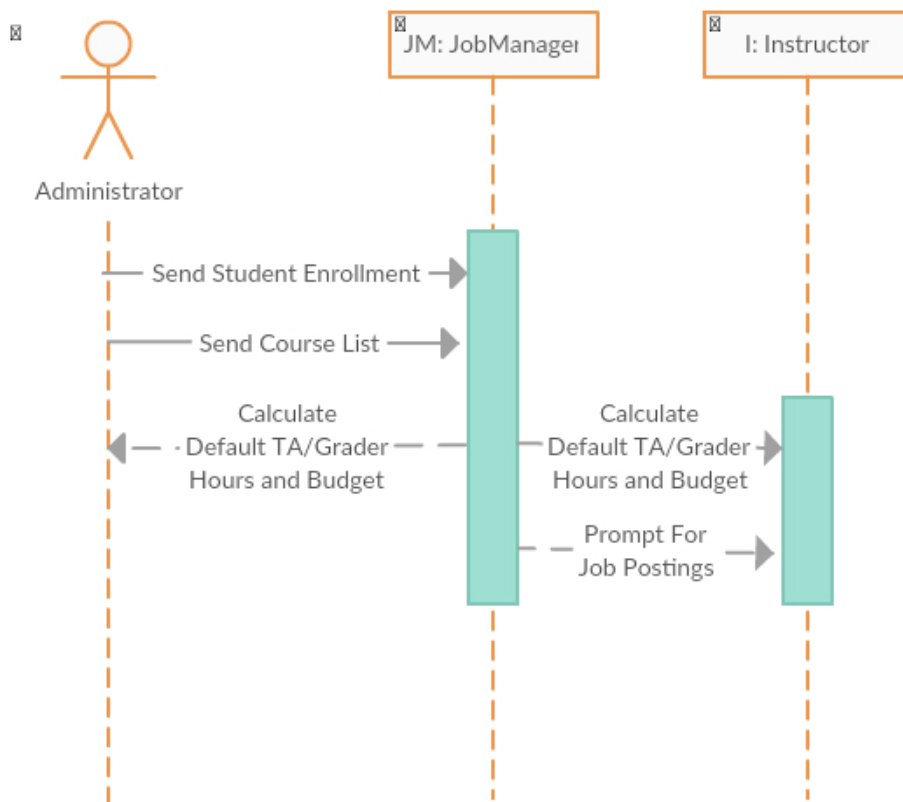 JM: JobManager
I: Instructor
Administrator
Send Student Enrollment
Send Course List
Calculate
Default TA/Grader
Hours and Budget
Calculate
Default TA/Grader
Hours and Budget
Prompt For
Job Postings